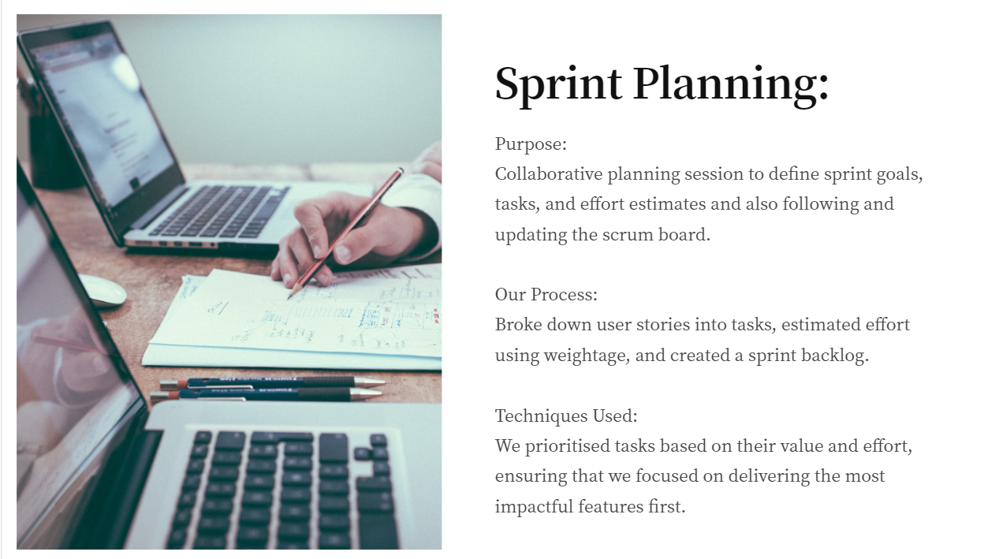 Sprint Planning:
Purpose:
Collaborative planning session to define sprint goals,
tasks, and effort estimates and also following and
updating the scrum board.
Our Process:
Broke down user stories into tasks, estimated effort
using weightage, and created a sprint backlog.
Techniques Used:
We prioritised tasks based on their value and effort,
ensuring that we focused on delivering the most
impactful features first.